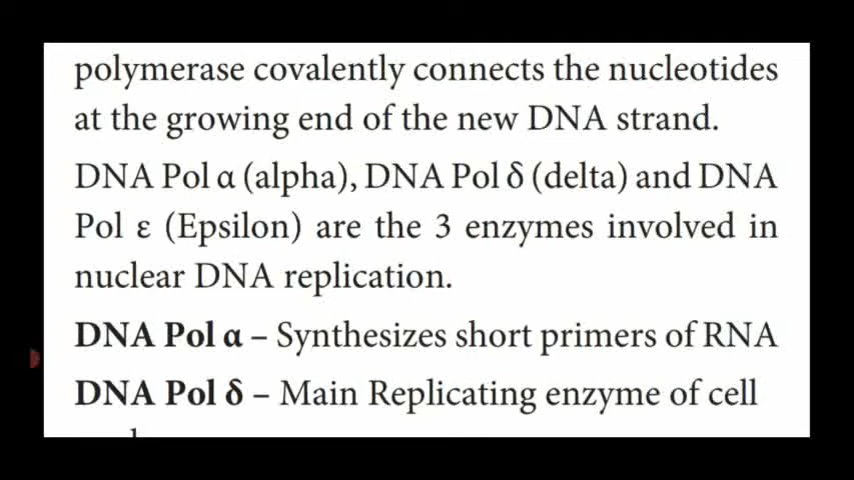 polymerase covalently connects the nucleotides
at the growing end of the new DNA strand.
DNA Pol α (alpha), DNA Pol δ (delta) and DNA
Pol ε (Epsilon) are the 3 enzymes involved in
nuclear DNA replication.
DNA Pol α – Synthesizes short primers of RNA
DNA Pol δ – Main Replicating enzyme of cell